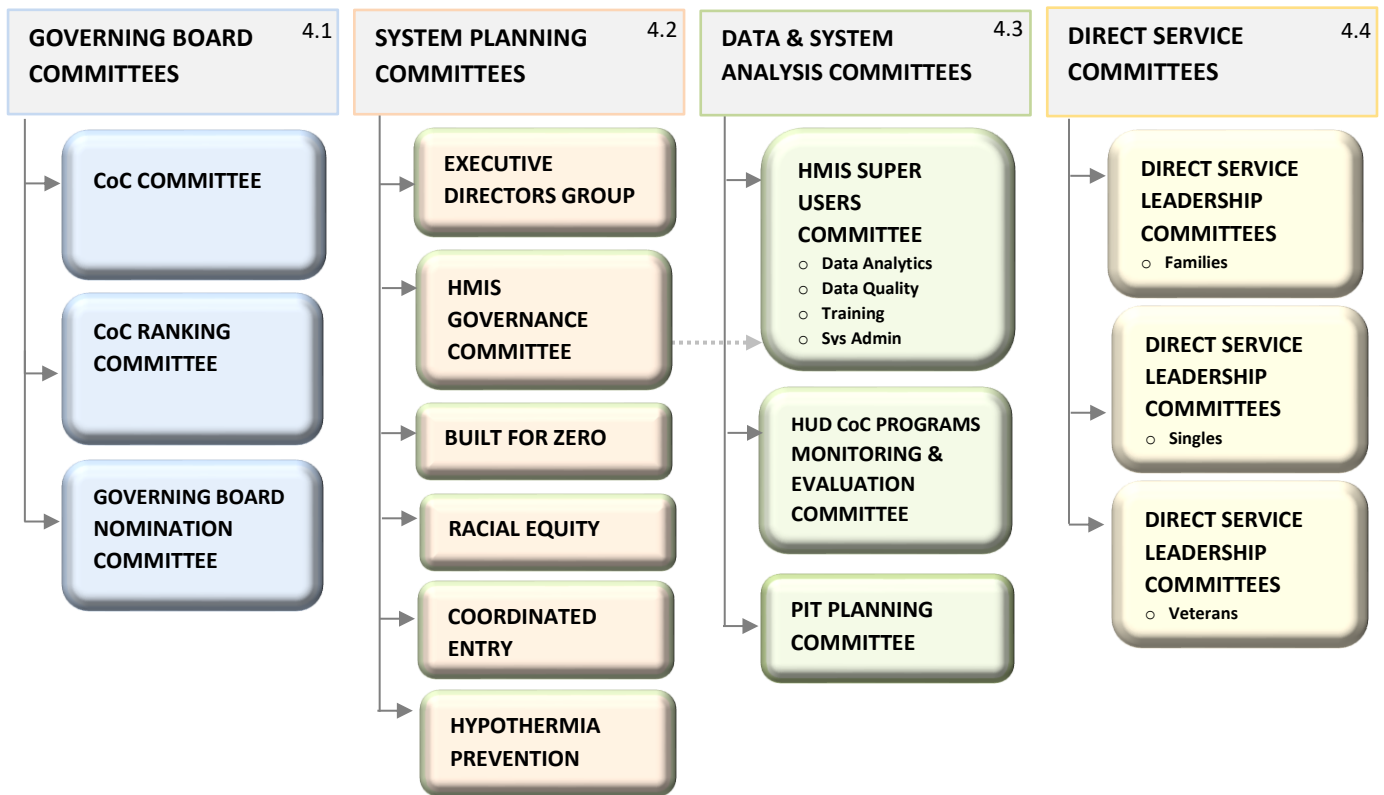 GOVERNING BOARD
COMMITTEES
4.1
CoC COMMITTEE
CoC RANKING
COMMITTEE
GOVERNING BOARD
NOMINATION
COMMITTEE
SYSTEM PLANNING
COMMITTEES
4.2
EXECUTIVE
DIRECTORS GROUP
HMIS
GOVERNANCE
COMMITTEE
BUILT FOR ZERO
RACIAL EQUITY
COORDINATED
ENTRY
HYPOTHERMIA
PREVENTION
DATA & SYSTEM
ANALYSIS COMMITTEES
4.3
HMIS SUPER
USERS
COMMITTEE
o Data Analytics
o Data Quality
o Training
o Sys Admin
HUD CoC PROGRAMS
MONITORING &
EVALUATION
COMMITTEE
PIT PLANNING
COMMITTEE
DIRECT SERVICE
COMMITTEES
4.4
DIRECT SERVICE
LEADERSHIP
COMMITTEES
o Families
DIRECT SERVICE
LEADERSHIP
COMMITTEES
o Singles
DIRECT SERVICE
LEADERSHIP
COMMITTEES
o Veterans